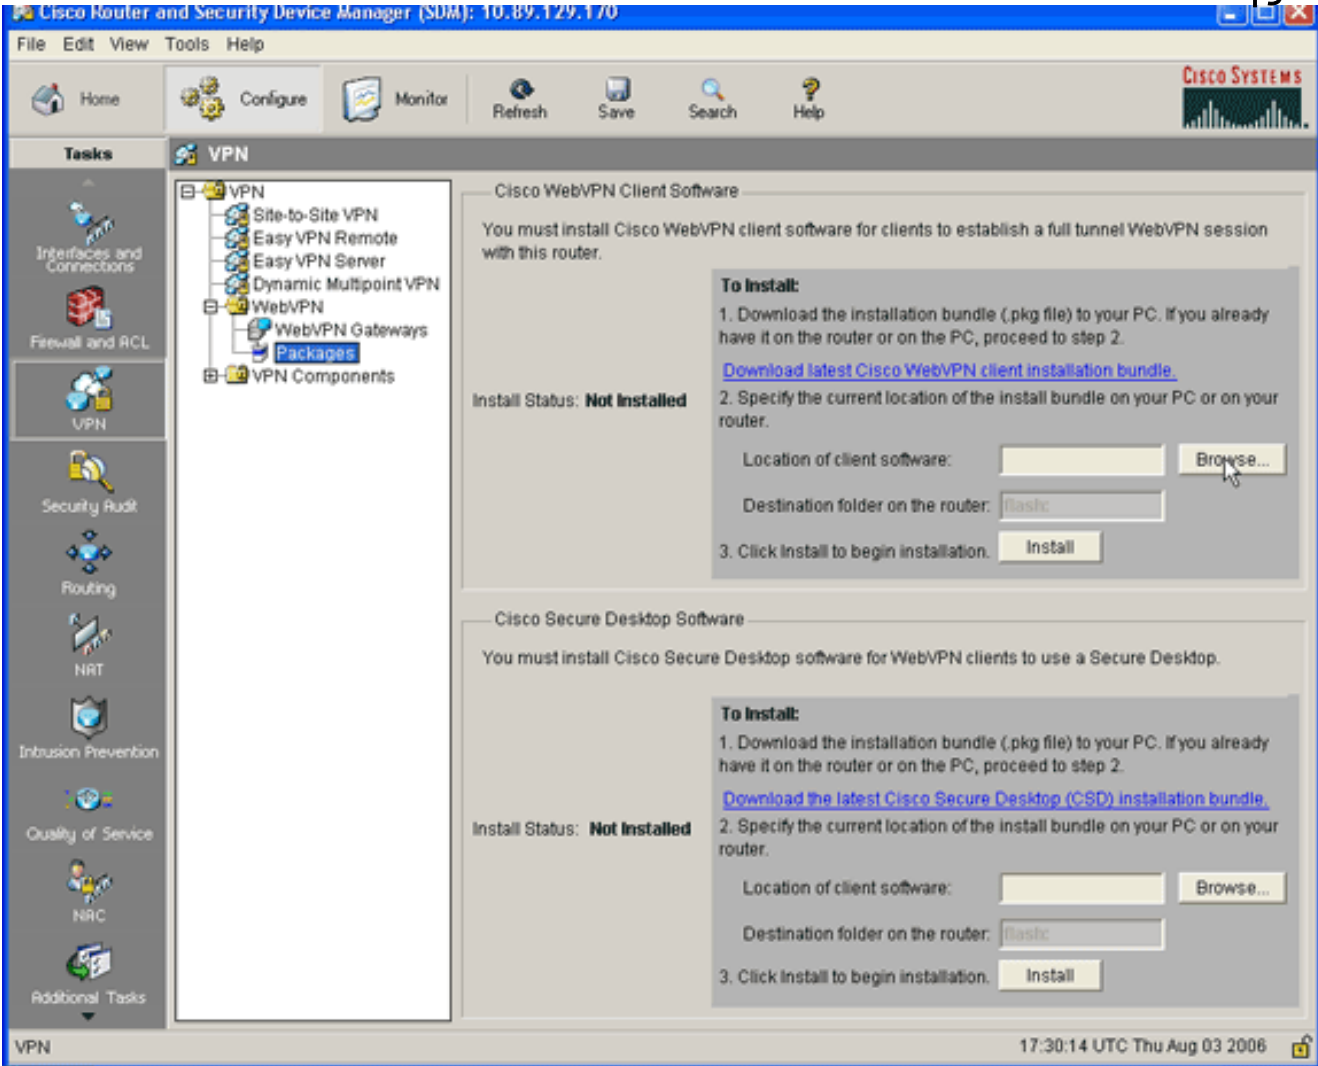 Cisco Router and Security Device Manager (SDM): 10.89.129.170
File Edit View Tools Help
Home Configure Monitor Refresh Save Search Help
CISCO SYSTEMS
Tasks
VPN
Interfaces and
Connections
Firewall and ACL
VPN
Security Audit
Routing
NAT
Intrusion Prevention
Quality of Service
NAC
Additional Tasks
VPN
Site-to-Site VPN
Easy VPN Remote
Easy VPN Server
Dynamic Multipoint VPN
WebVPN
WebVPN Gateways
Packages
VPN Components
Cisco WebVPN Client Software
You must install Cisco WebVPN client software for clients to establish a full tunnel WebVPN session
with this router.
Install Status: Not Installed
To Install:
1. Download the installation bundle (.pkg file) to your PC. If you already
have it on the router or on the PC, proceed to step 2.
Download latest Cisco WebVPN client installation bundle.
2. Specify the current location of the install bundle on your PC or on your
router.
Location of client software: Browse...
Destination folder on the router: flash:
3. Click Install to begin installation. Install
Cisco Secure Desktop Software
You must install Cisco Secure Desktop software for WebVPN clients to use a Secure Desktop.
Install Status: Not Installed
To Install:
1. Download the installation bundle (.pkg file) to your PC. If you already
have it on the router or on the PC, proceed to step 2.
Download the latest Cisco Secure Desktop (CSD) installation bundle.
2. Specify the current location of the install bundle on your PC or on your
router.
Location of client software: Browse...
Destination folder on the router: flash:
3. Click Install to begin installation. Install
VPN
17:30:14 UTC Thu Aug 03 2006